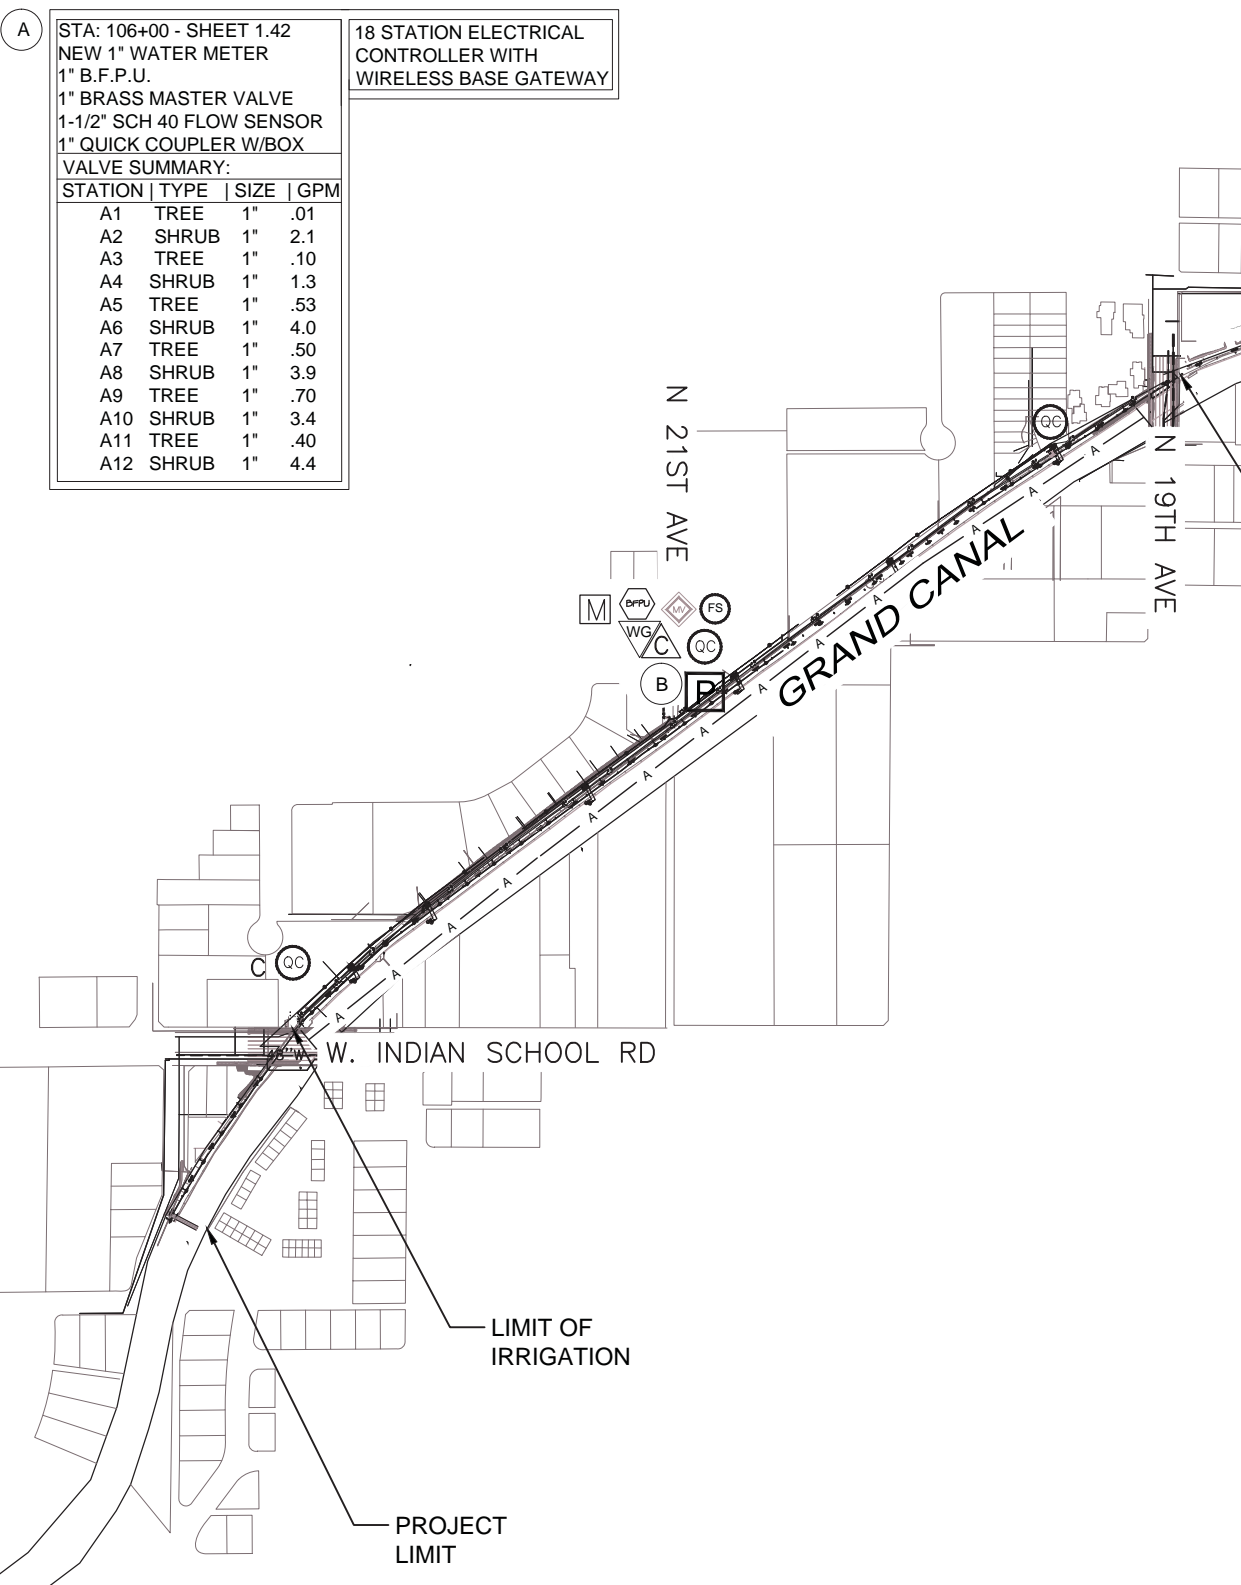 A
STA: 106+00 - SHEET 1.42
NEW 1" WATER METER
1" B.F.P.U.
1" BRASS MASTER VALVE
1-1/2" SCH 40 FLOW SENSOR
1" QUICK COUPLER W/BOX
VALVE SUMMARY:
STATION | TYPE | SIZE | GPM
A1 TREE 1" .01
A2 SHRUB 1" 2.1
A3 TREE 1" .10
A4 SHRUB 1" 1.3
A5 TREE 1" .53
A6 SHRUB 1" 4.0
A7 TREE 1" .50
A8 SHRUB 1" 3.9
A9 TREE 1" .70
A10 SHRUB 1" 3.4
A11 TREE 1" .40
A12 SHRUB 1" 4.4
18 STATION ELECTRICAL
CONTROLLER WITH
WIRELESS BASE GATEWAY
N 21ST AVE
QC
N 19TH AVE
GRAND CANAL
M
BFPU
MV
FS
WG
C
QC
B
P
A
A
A
A
A
A
A
A
A
A
A
A
A
C
QC
48"W
W. INDIAN SCHOOL RD
LIMIT OF
IRRIGATION
PROJECT
LIMIT